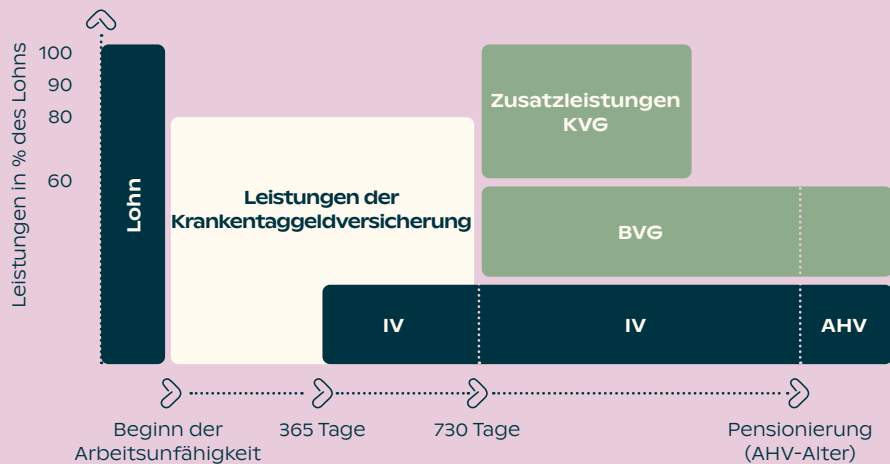 Leistungen in % des Lohns
100
90
80
60
Lohn
Leistungen der
Krankentaggeldversicherung
Zusatzleistungen
KVG
BVG
IV
IV
AHV
Beginn der
Arbeitsunfähigkeit
365 Tage
730 Tage
Pensionierung
(AHV-Alter)